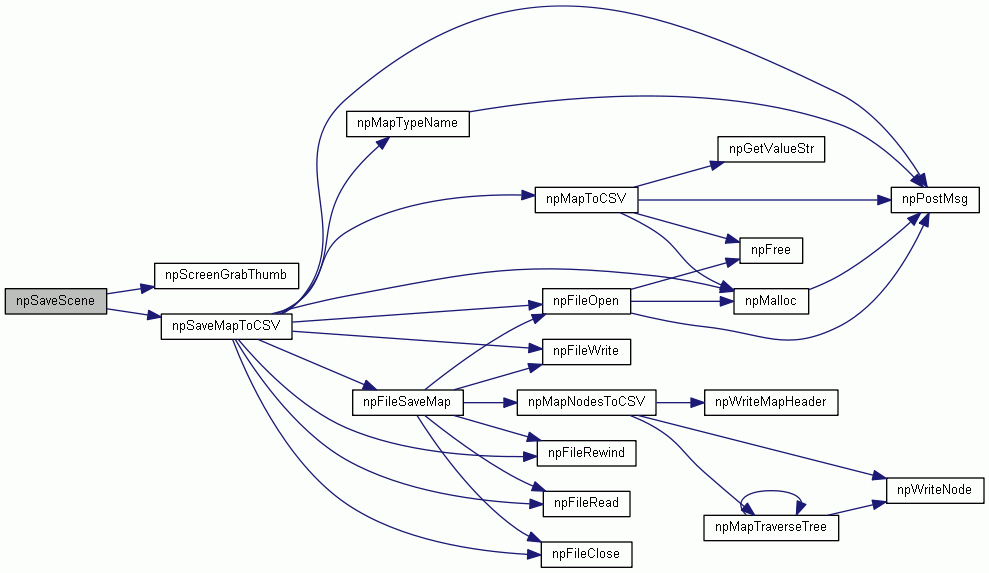 npMapTypeName
npGetValueStr
npMapToCSV
npPostMsg
npFree
npScreenGrabThumb
npSaveScene
npFileOpen
npMalloc
npSaveMapToCSV
npFileWrite
npFileSaveMap
npMapNodesToCSV
npWriteMapHeader
npFileRewind
npWriteNode
npFileRead
npMapTraverseTree
npFileClose